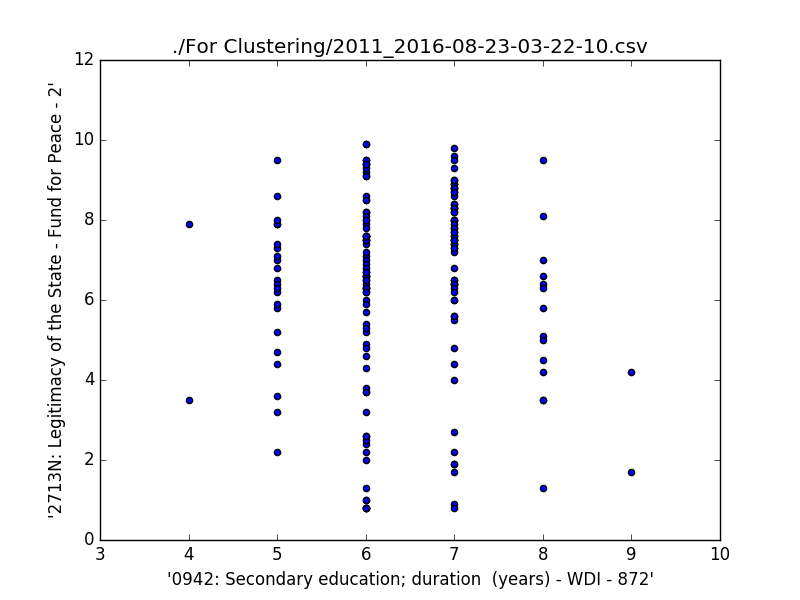 ./For Clustering/2011_2016-08-23-03-22-10.csv
'2713N: Legitimacy of the State - Fund for Peace - 2'
12
10
8
6
4
2
0
3 4 5 6 7 8 9 10
'0942: Secondary education; duration  (years) - WDI - 872'